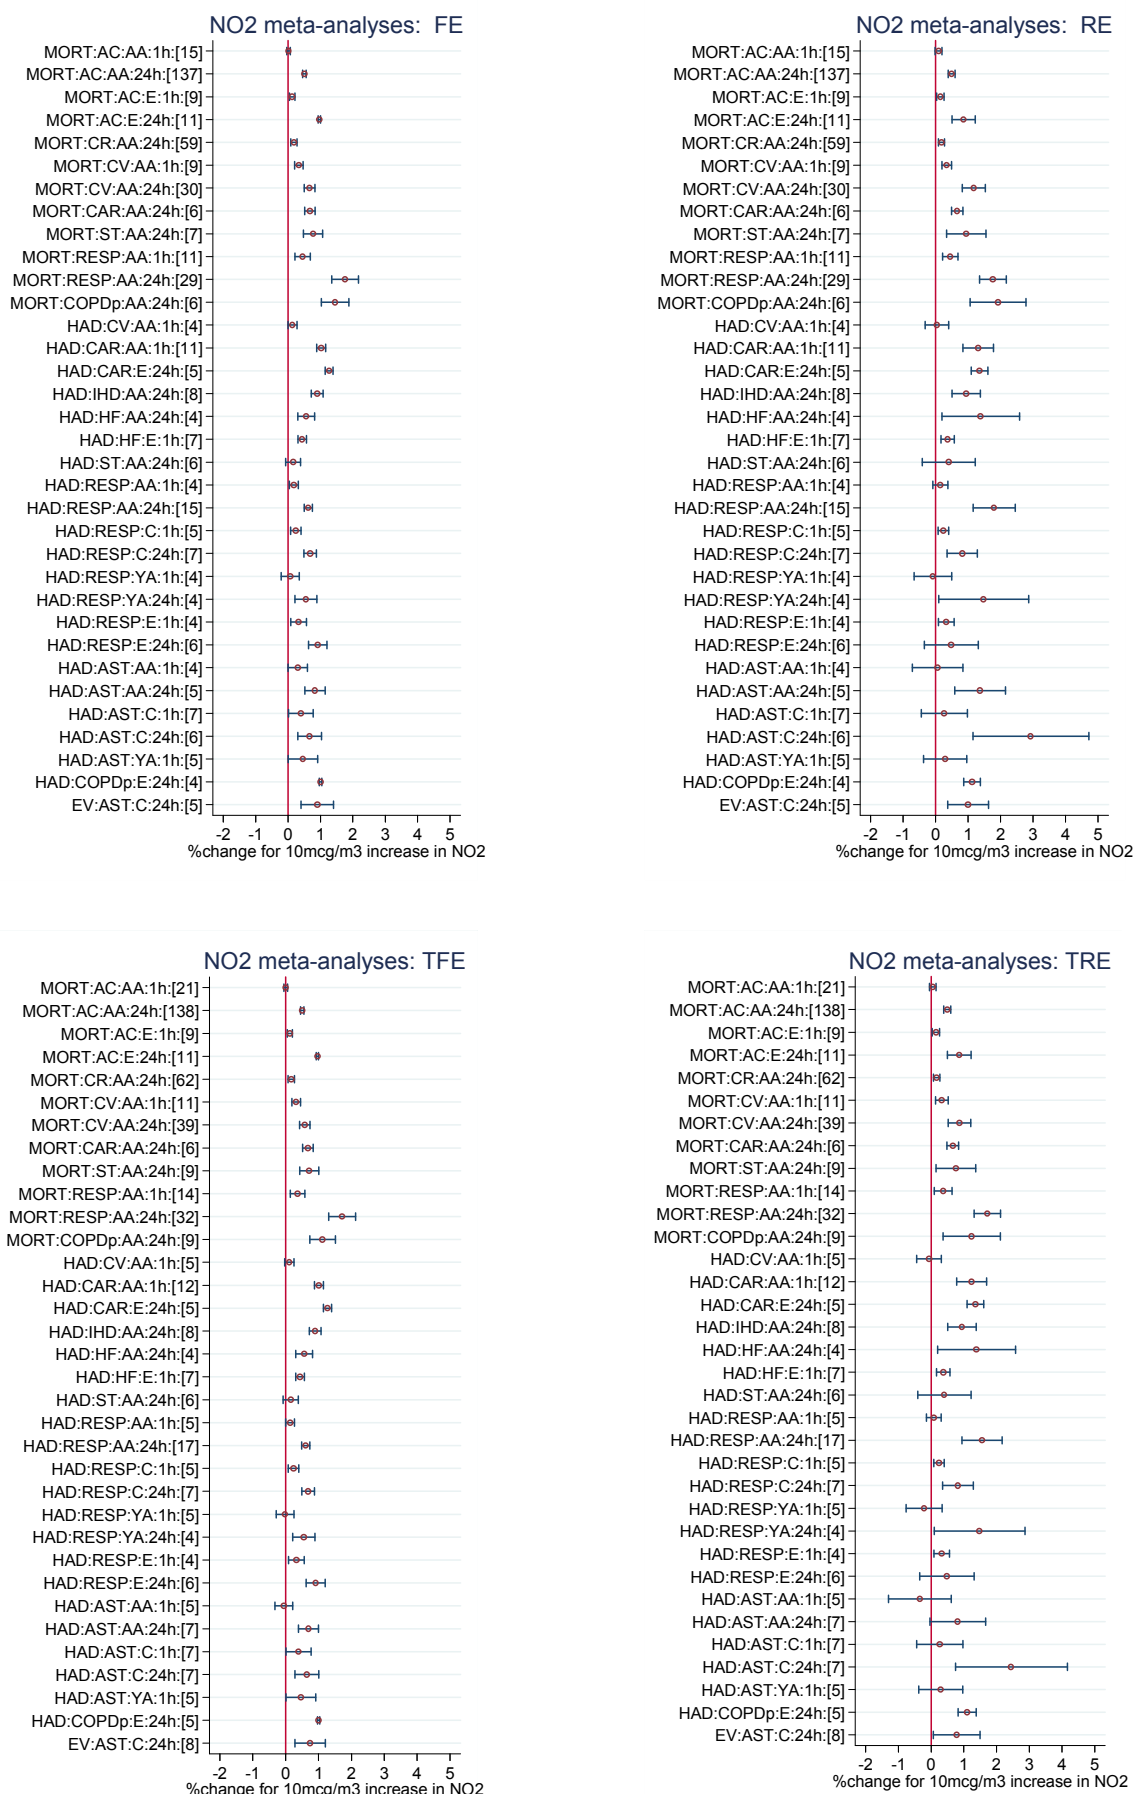 NO2 meta-analyses: FE
MORT:AC:AA:1h:[15]
MORT:AC:AA:24h:[137]
MORT:AC:E:1h:[9]
MORT:AC:E:24h:[11]
MORT:CR:AA:24h:[59]
MORT:CV:AA:1h:[9]
MORT:CV:AA:24h:[30]
MORT:CAR:AA:24h:[6]
MORT:ST:AA:24h:[7]
MORT:RESP:AA:1h:[11]
MORT:RESP:AA:24h:[29]
MORT:COPDp:AA:24h:[6]
HAD:CV:AA:1h:[4]
HAD:CAR:AA:1h:[11]
HAD:CAR:E:24h:[5]
HAD:IHD:AA:24h:[8]
HAD:HF:AA:24h:[4]
HAD:HF:E:1h:[7]
HAD:ST:AA:24h:[6]
HAD:RESP:AA:1h:[4]
HAD:RESP:AA:24h:[15]
HAD:RESP:C:1h:[5]
HAD:RESP:C:24h:[7]
HAD:RESP:YA:1h:[4]
HAD:RESP:YA:24h:[4]
HAD:RESP:E:1h:[4]
HAD:RESP:E:24h:[6]
HAD:AST:AA:1h:[4]
HAD:AST:AA:24h:[5]
HAD:AST:C:1h:[7]
HAD:AST:C:24h:[6]
HAD:AST:YA:1h:[5]
HAD:COPDp:E:24h:[4]
EV:AST:C:24h:[5]
-2 -1 0 1 2 3 4 5
%change for 10mcg/m3 increase in NO2
NO2 meta-analyses: RE
MORT:AC:AA:1h:[15]
MORT:AC:AA:24h:[137]
MORT:AC:E:1h:[9]
MORT:AC:E:24h:[11]
MORT:CR:AA:24h:[59]
MORT:CV:AA:1h:[9]
MORT:CV:AA:24h:[30]
MORT:CAR:AA:24h:[6]
MORT:ST:AA:24h:[7]
MORT:RESP:AA:1h:[11]
MORT:RESP:AA:24h:[29]
MORT:COPDp:AA:24h:[6]
HAD:CV:AA:1h:[4]
HAD:CAR:AA:1h:[11]
HAD:CAR:E:24h:[5]
HAD:IHD:AA:24h:[8]
HAD:HF:AA:24h:[4]
HAD:HF:E:1h:[7]
HAD:ST:AA:24h:[6]
HAD:RESP:AA:1h:[4]
HAD:RESP:AA:24h:[15]
HAD:RESP:C:1h:[5]
HAD:RESP:C:24h:[7]
HAD:RESP:YA:1h:[4]
HAD:RESP:YA:24h:[4]
HAD:RESP:E:1h:[4]
HAD:RESP:E:24h:[6]
HAD:AST:AA:1h:[4]
HAD:AST:AA:24h:[5]
HAD:AST:C:1h:[7]
HAD:AST:C:24h:[6]
HAD:AST:YA:1h:[5]
HAD:COPDp:E:24h:[4]
EV:AST:C:24h:[5]
-2 -1 0 1 2 3 4 5
%change for 10mcg/m3 increase in NO2
NO2 meta-analyses: TFE
MORT:AC:AA:1h:[21]
MORT:AC:AA:24h:[138]
MORT:AC:E:1h:[9]
MORT:AC:E:24h:[11]
MORT:CR:AA:24h:[62]
MORT:CV:AA:1h:[11]
MORT:CV:AA:24h:[39]
MORT:CAR:AA:24h:[6]
MORT:ST:AA:24h:[9]
MORT:RESP:AA:1h:[14]
MORT:RESP:AA:24h:[32]
MORT:COPDp:AA:24h:[9]
HAD:CV:AA:1h:[5]
HAD:CAR:AA:1h:[12]
HAD:CAR:E:24h:[5]
HAD:IHD:AA:24h:[8]
HAD:HF:AA:24h:[4]
HAD:HF:E:1h:[7]
HAD:ST:AA:24h:[6]
HAD:RESP:AA:1h:[5]
HAD:RESP:AA:24h:[17]
HAD:RESP:C:1h:[5]
HAD:RESP:C:24h:[7]
HAD:RESP:YA:1h:[5]
HAD:RESP:YA:24h:[4]
HAD:RESP:E:1h:[4]
HAD:RESP:E:24h:[6]
HAD:AST:AA:1h:[5]
HAD:AST:AA:24h:[7]
HAD:AST:C:1h:[7]
HAD:AST:C:24h:[7]
HAD:AST:YA:1h:[5]
HAD:COPDp:E:24h:[5]
EV:AST:C:24h:[8]
-2 -1 0 1 2 3 4 5
%change for 10mcg/m3 increase in NO2
NO2 meta-analyses: TRE
MORT:AC:AA:1h:[21]
MORT:AC:AA:24h:[138]
MORT:AC:E:1h:[9]
MORT:AC:E:24h:[11]
MORT:CR:AA:24h:[62]
MORT:CV:AA:1h:[11]
MORT:CV:AA:24h:[39]
MORT:CAR:AA:24h:[6]
MORT:ST:AA:24h:[9]
MORT:RESP:AA:1h:[14]
MORT:RESP:AA:24h:[32]
MORT:COPDp:AA:24h:[9]
HAD:CV:AA:1h:[5]
HAD:CAR:AA:1h:[12]
HAD:CAR:E:24h:[5]
HAD:IHD:AA:24h:[8]
HAD:HF:AA:24h:[4]
HAD:HF:E:1h:[7]
HAD:ST:AA:24h:[6]
HAD:RESP:AA:1h:[5]
HAD:RESP:AA:24h:[17]
HAD:RESP:C:1h:[5]
HAD:RESP:C:24h:[7]
HAD:RESP:YA:1h:[5]
HAD:RESP:YA:24h:[4]
HAD:RESP:E:1h:[4]
HAD:RESP:E:24h:[6]
HAD:AST:AA:1h:[5]
HAD:AST:AA:24h:[7]
HAD:AST:C:1h:[7]
HAD:AST:C:24h:[7]
HAD:AST:YA:1h:[5]
HAD:COPDp:E:24h:[5]
EV:AST:C:24h:[8]
-2 -1 0 1 2 3 4 5
%change for 10mcg/m3 increase in NO2